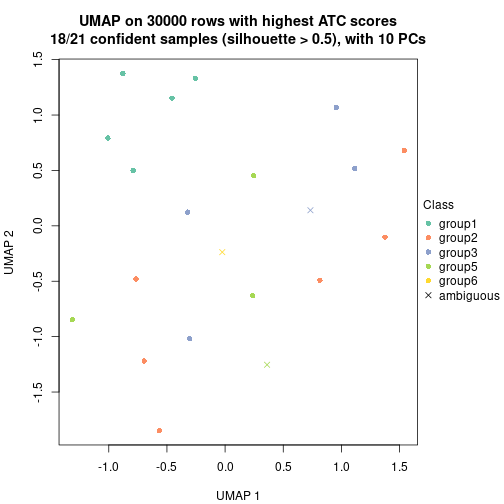 UMAP on 30000 rows with highest ATC scores
18/21 confident samples (silhouette > 0.5), with 10 PCs
1.5
1.0
0.5
0.0
-0.5
-1.0
-1.5
UMAP 2
-1.0 -0.5 0.0 0.5 1.0 1.5
UMAP 1
Class
group1
group2
group3
group5
group6
ambiguous